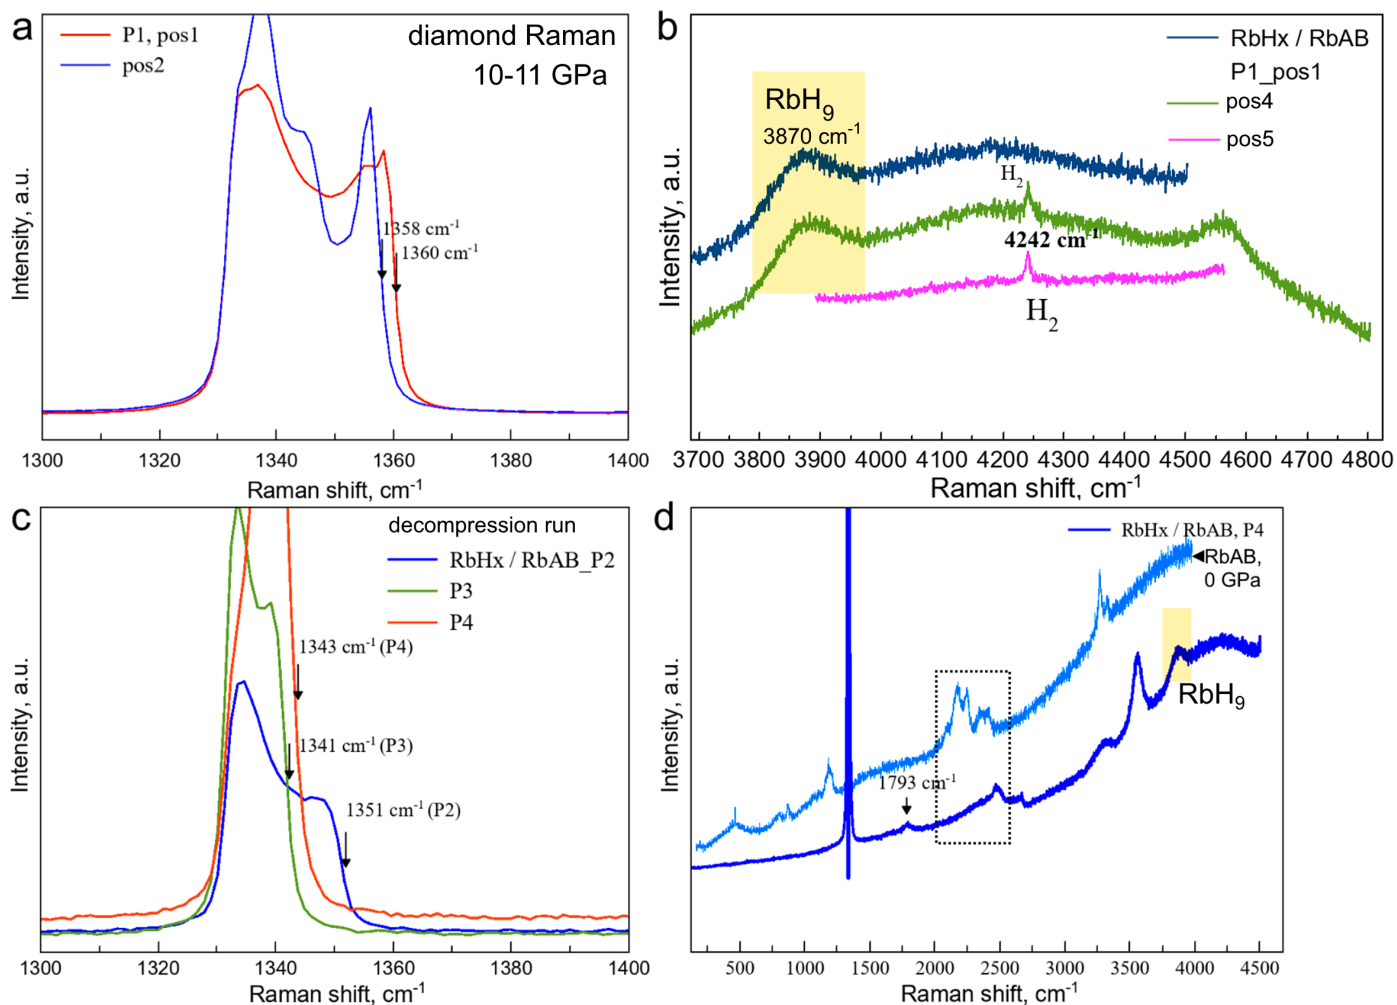 a
P1, pos1
pos2
diamond Raman
10-11 GPa
1358 cm⁻¹
1360 cm⁻¹
Intensity, a.u.
1300 1320 1340 1360 1380 1400
Raman shift, cm⁻¹
b
RbHx / RbAB
P1_pos1
pos4
pos5
RbH₉
3870 cm⁻¹
H₂
4242 cm⁻¹
H₂
Intensity, a.u.
3700 3800 3900 4000 4100 4200 4300 4400 4500 4600 4700 4800
Raman shift, cm⁻¹
c
decompression run
RbHx / RbAB_P2
P3
P4
1343 cm⁻¹ (P4)
1341 cm⁻¹ (P3)
1351 cm⁻¹ (P2)
Intensity, a.u.
1300 1320 1340 1360 1380 1400
Raman shift, cm⁻¹
d
RbHx / RbAB, P4
RbAB,
0 GPa
RbH₉
1793 cm⁻¹
Intensity, a.u.
500 1000 1500 2000 2500 3000 3500 4000 4500
Raman shift, cm⁻¹